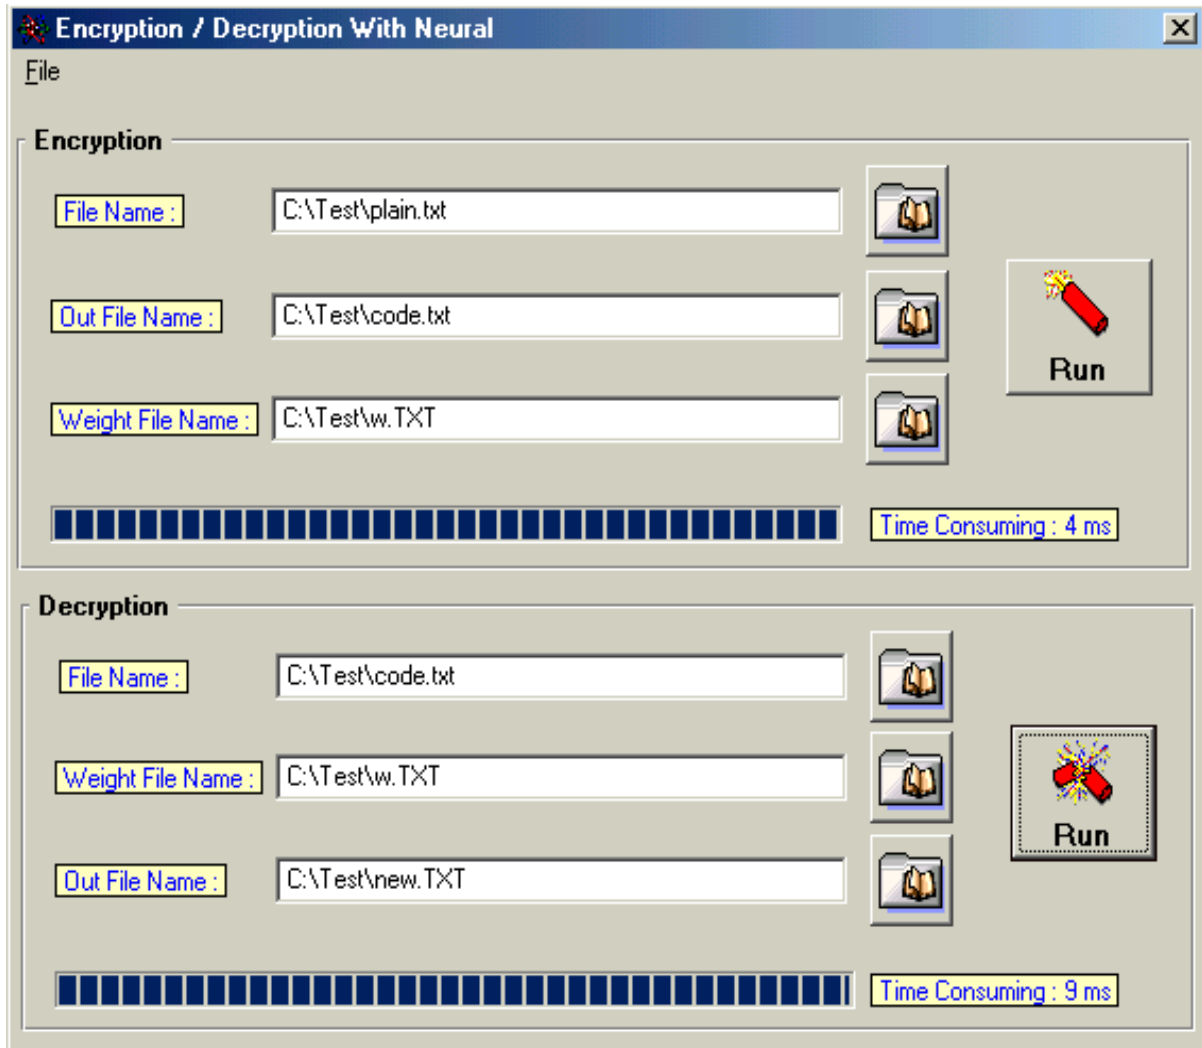 Encryption / Decryption With Neural
File
Encryption
File Name : C:\Test\plain.txt
Out File Name : C:\Test\code.txt
Run
Weight File Name : C:\Test\w.TXT
Time Consuming : 4 ms
Decryption
File Name : C:\Test\code.txt
Weight File Name : C:\Test\w.TXT
Run
Out File Name : C:\Test\new.TXT
Time Consuming : 9 ms